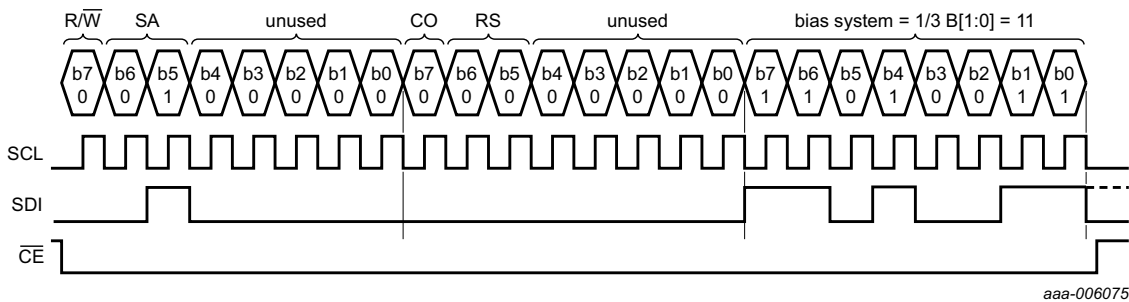 R/W SA unused CO RS unused bias system = 1/3 B[1:0] = 11
b7 b6 b5 b4 b3 b2 b1 b0 b7 b6 b5 b4 b3 b2 b1 b0 b7 b6 b5 b4 b3 b2 b1 b0
0 0 1 0 0 0 0 0 0 0 0 0 0 0 0 0 1 1 0 1 0 0 1 1
SCL
SDI
CE
aaa-006075